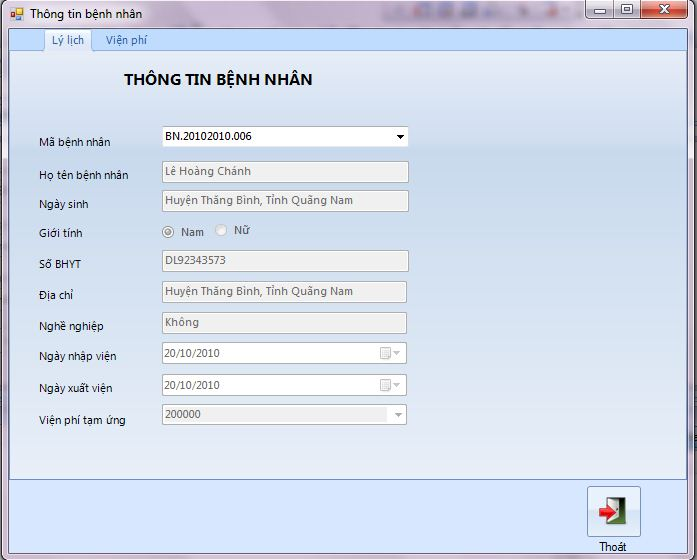 Thông tin bệnh nhân
Lý lịch Viện phí
THÔNG TIN BỆNH NHÂN
Mã bệnh nhân BN.20102010.006
Họ tên bệnh nhân Lê Hoàng Chánh
Ngày sinh Huyện Thăng Bình, Tỉnh Quãng Nam
Giới tính Nam Nữ
Số BHYT DL92343573
Địa chỉ Huyện Thăng Bình, Tỉnh Quãng Nam
Nghề nghiệp Không
Ngày nhập viện 20/10/2010
Ngày xuất viện 20/10/2010
Viện phí tạm ứng 200000
Thoát